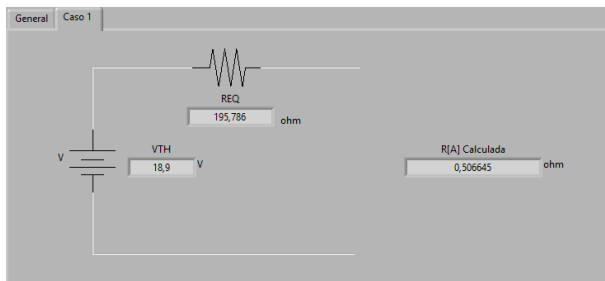 General Caso 1
REQ
195,786 ohm
V VTH R[A] Calculada
18,9 V 0,506645 ohm